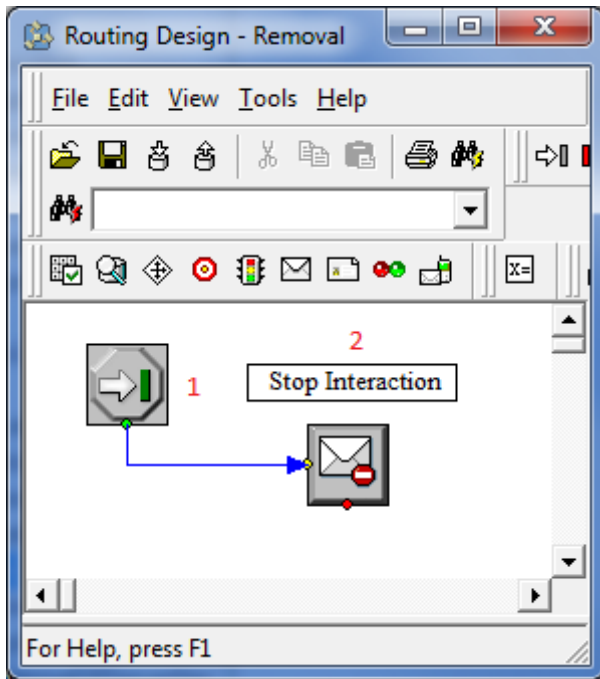 Routing Design - Removal
File Edit View Tools Help
X=
2
1
Stop Interaction
For Help, press F1